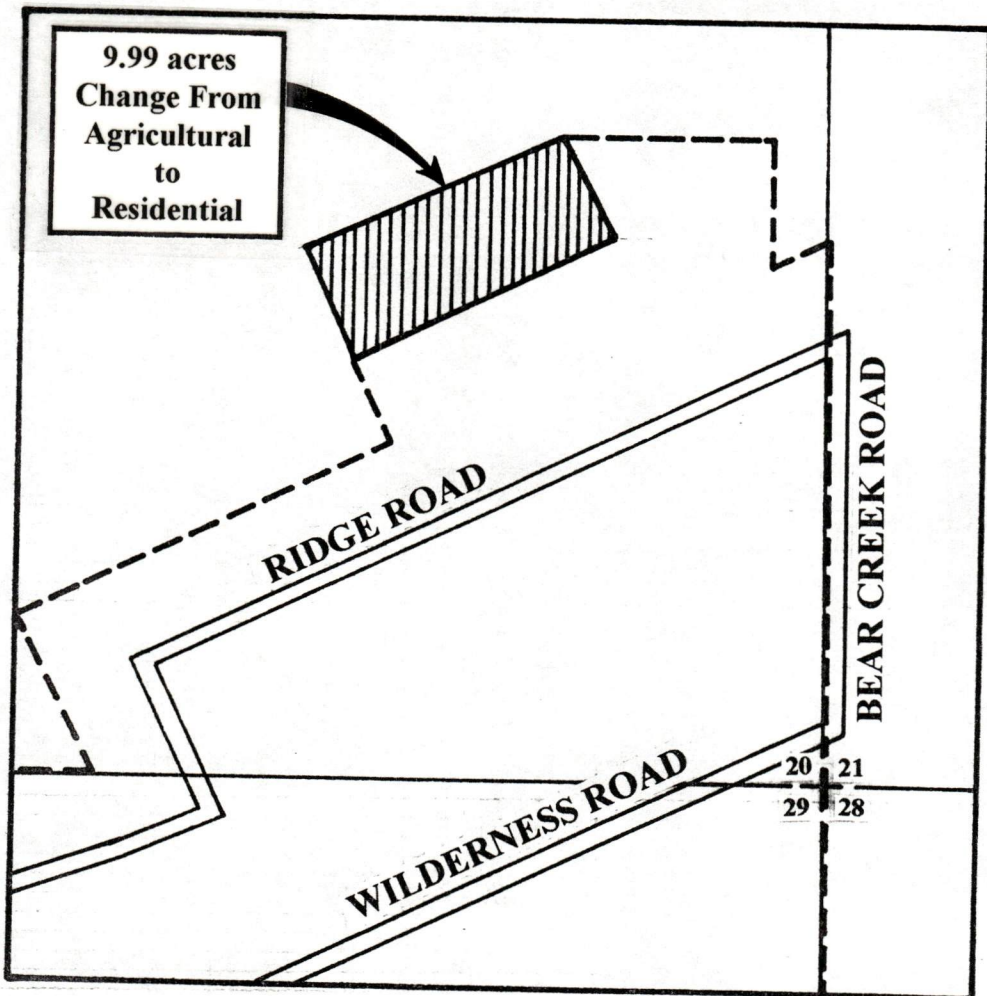 9.99 acres
Change From
Agricultural
to
Residential
RIDGE ROAD
BEAR CREEK ROAD
WILDERNESS ROAD
20 21
29 28